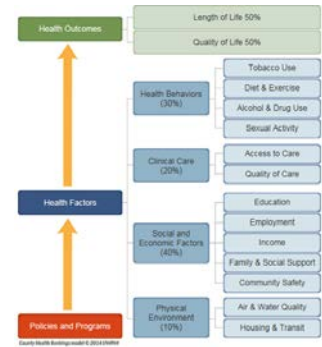 Health Outcomes
Length of Life 50%
Quality of Life 50%
Health Behaviors
(30%)
Tobacco Use
Diet & Exercise
Alcohol & Drug Use
Sexual Activity
Clinical Care
(20%)
Access to Care
Quality of Care
Health Factors
Social and
Economic Factors
(40%)
Education
Employment
Income
Family & Social Support
Community Safety
Physical
Environment
(10%)
Air & Water Quality
Housing & Transit
Policies and Programs
County Health Rankings model © 2014 UWPHI